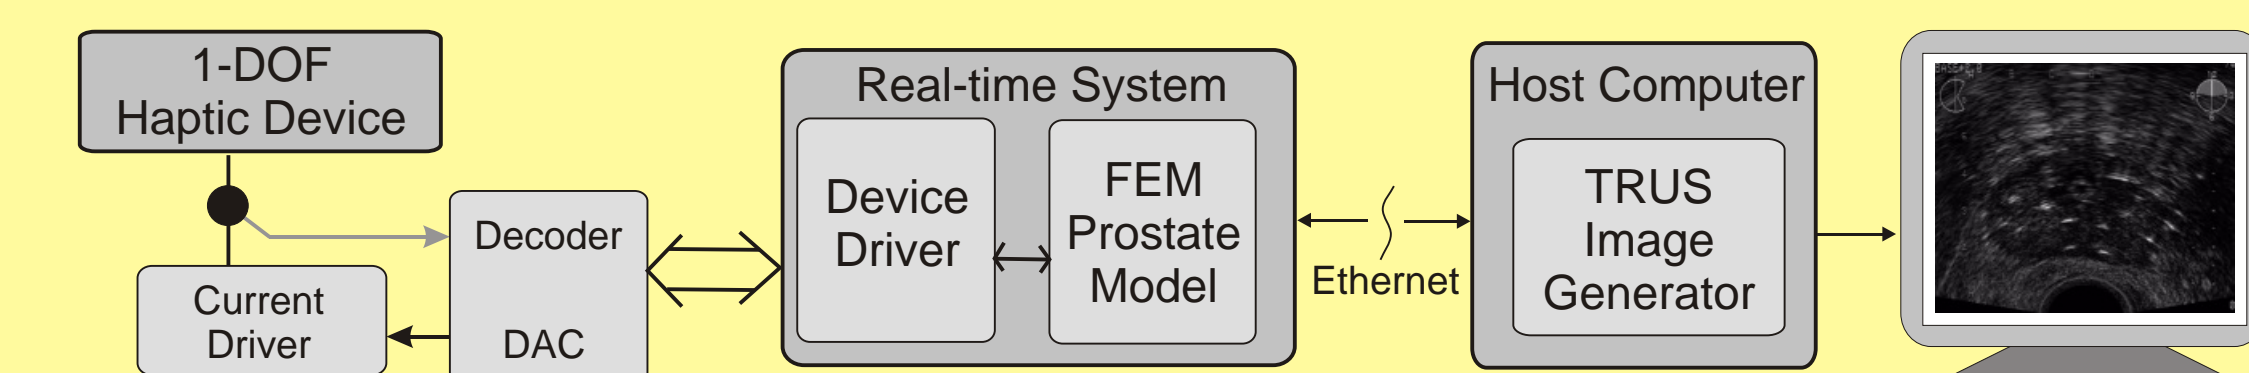 1-DOF
Haptic Device
Current
Driver
Decoder
DAC
Real-time System
Device
Driver
FEM
Prostate
Model
Ethernet
Host Computer
TRUS
Image
Generator